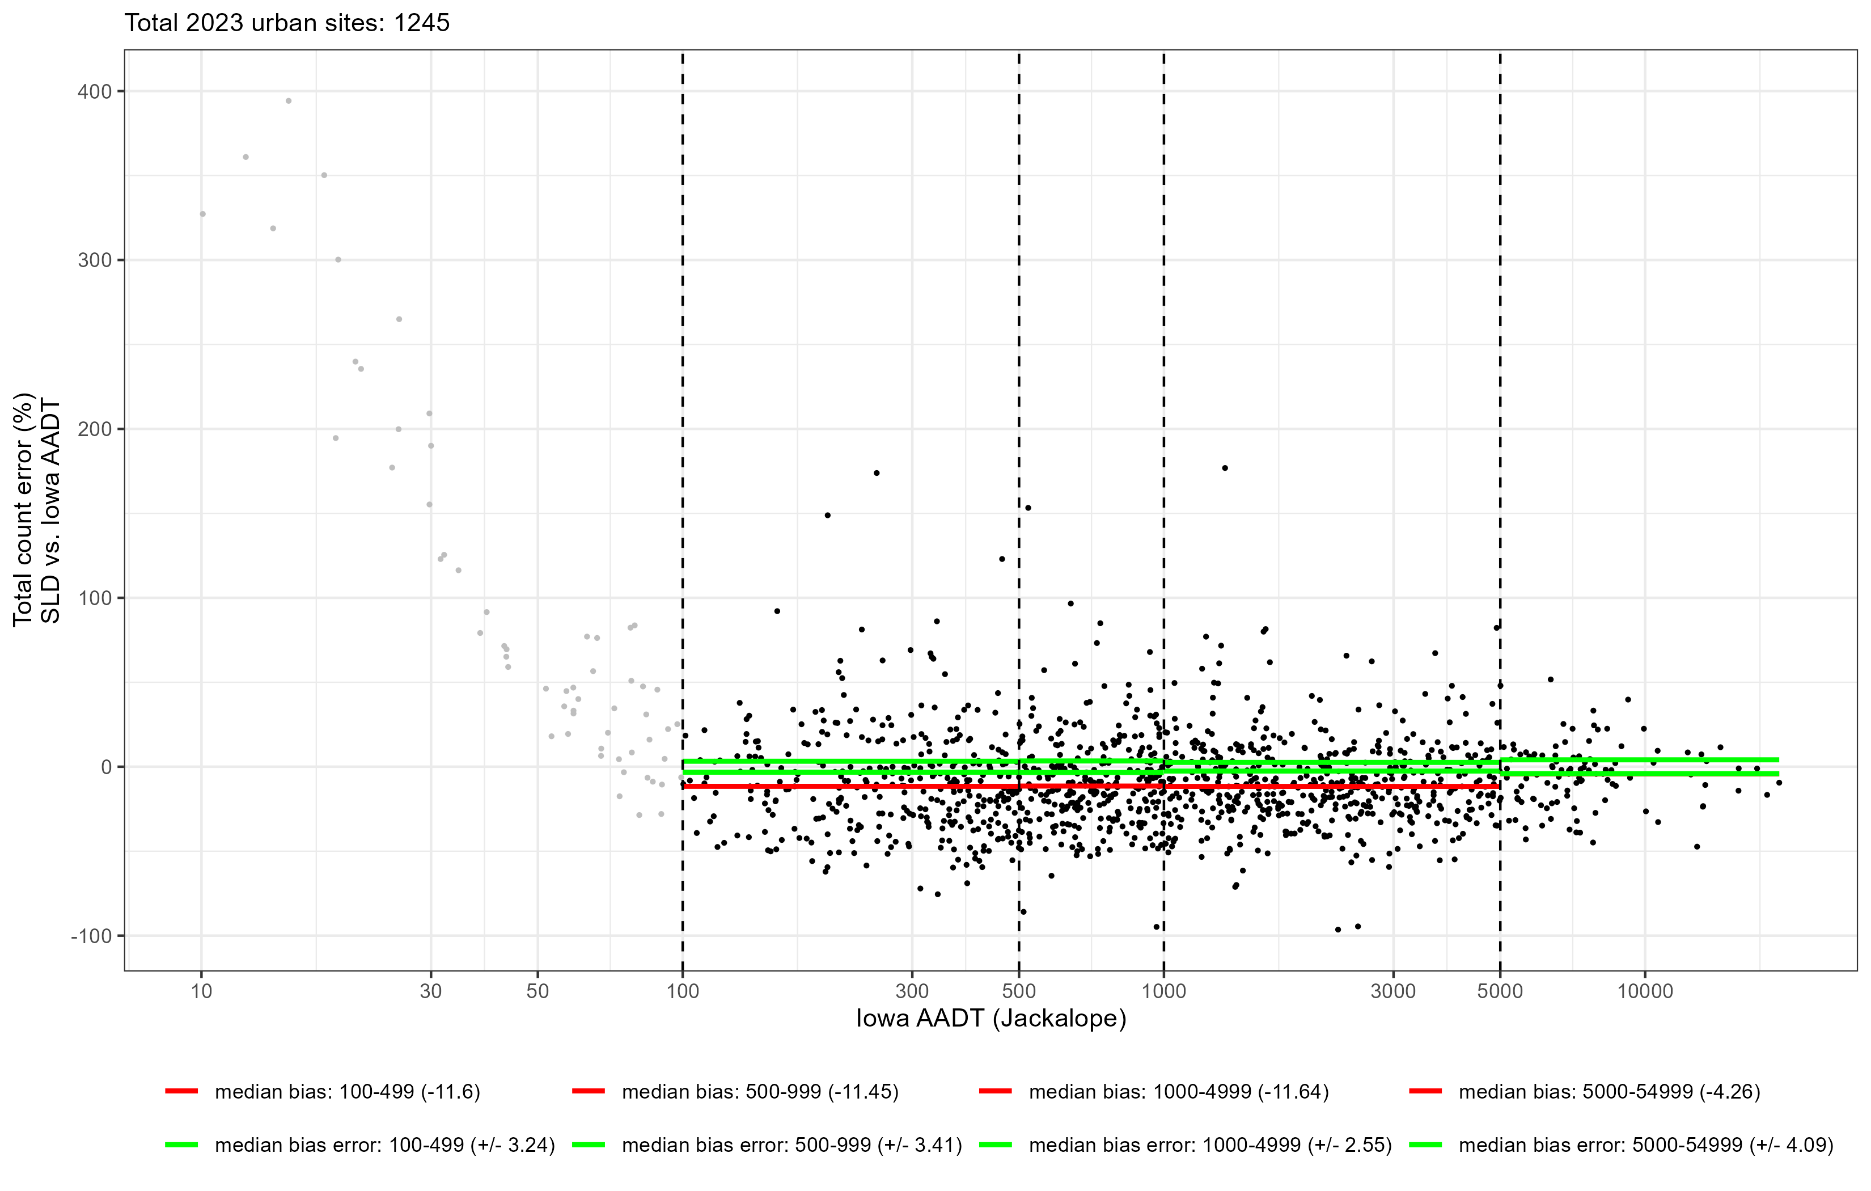 Total 2023 urban sites: 1245
400
300
200
100
0
-100
Total count error (%)
SLD vs. Iowa AADT
10 30 50 100 300 500 1000 3000 5000 10000
Iowa AADT (Jackalope)
median bias: 100-499 (-11.6) median bias: 500-999 (-11.45) median bias: 1000-4999 (-11.64) median bias: 5000-54999 (-4.26)
median bias error: 100-499 (+/- 3.24) median bias error: 500-999 (+/- 3.41) median bias error: 1000-4999 (+/- 2.55) median bias error: 5000-54999 (+/- 4.09)